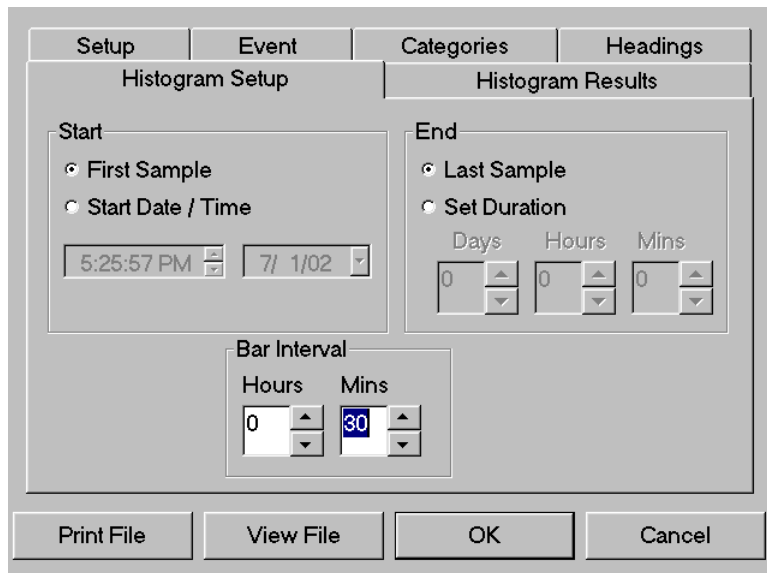 Setup
Event
Categories
Headings
Histogram Setup
Histogram Results
Start
First Sample
Start Date / Time
5:25:57 PM
7/ 1/02
End
Last Sample
Set Duration
Days
Hours
Mins
0
0
0
Bar Interval
Hours
Mins
0
30
Print File
View File
OK
Cancel